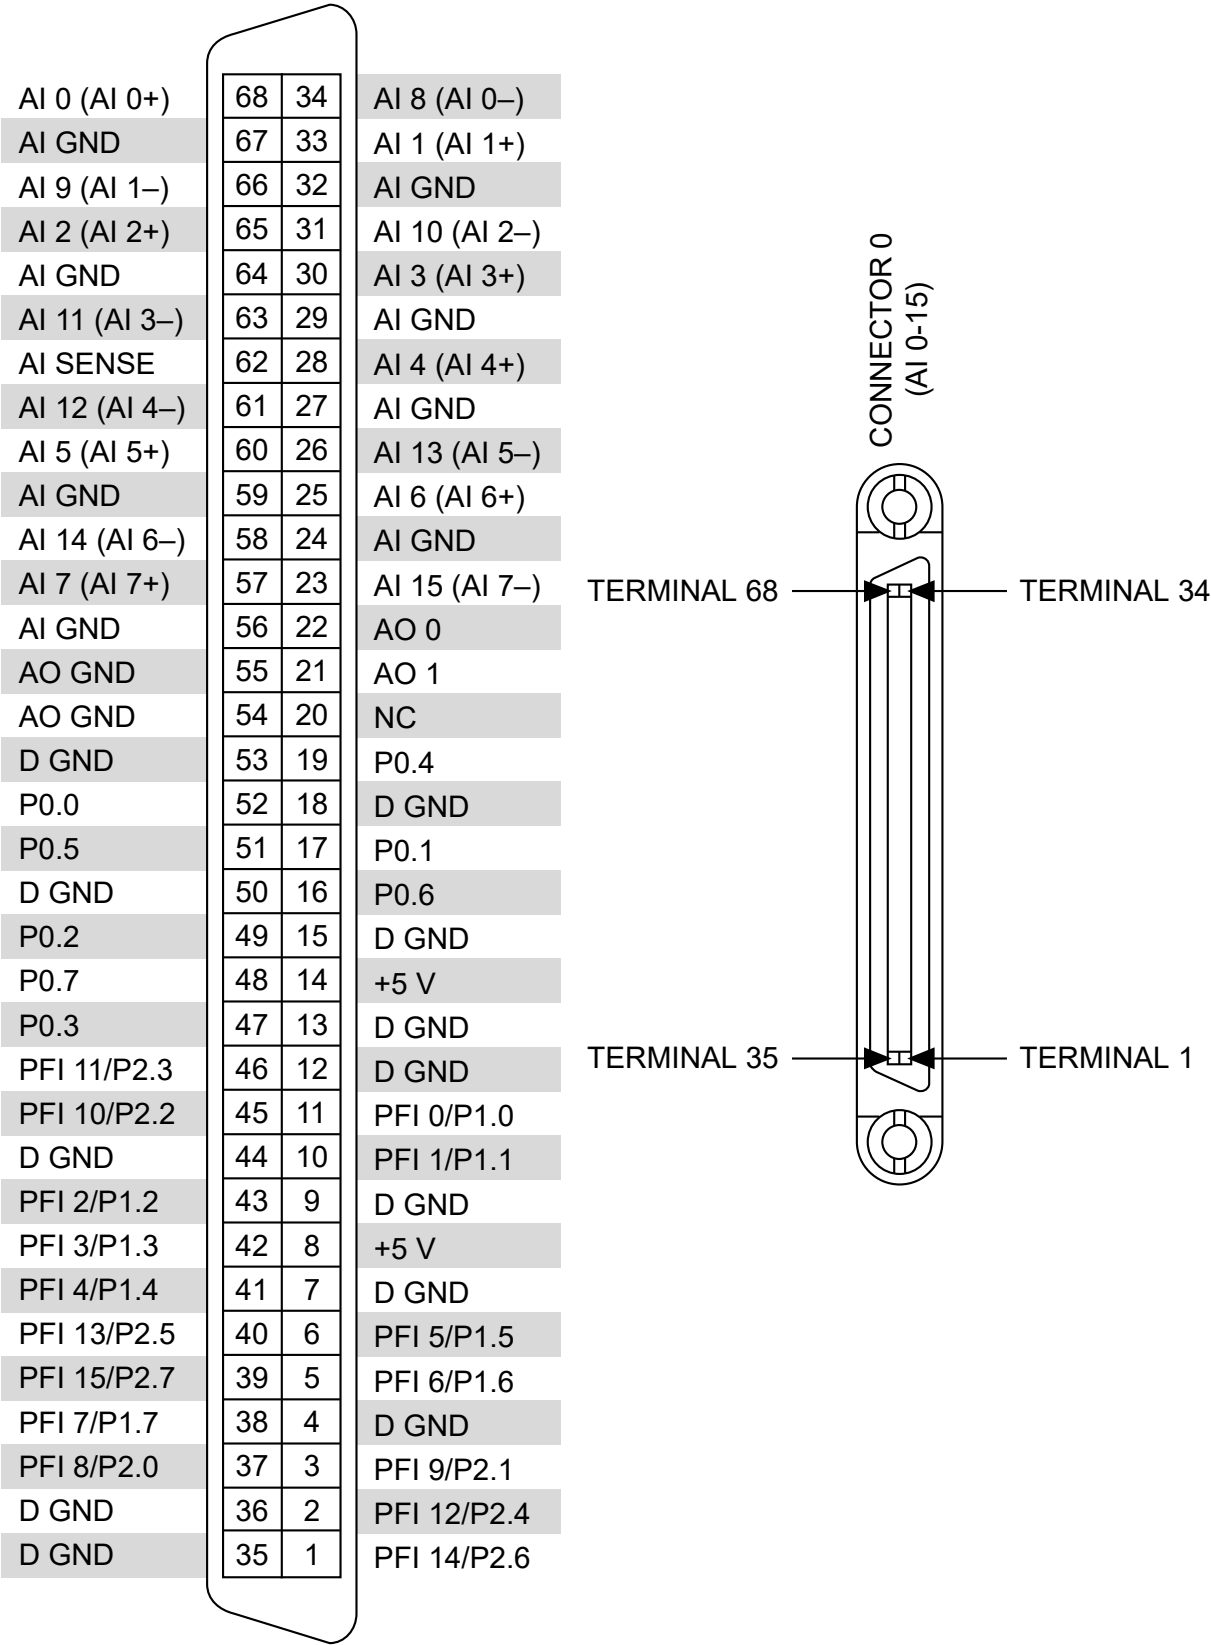 AI 0 (AI 0+) 68 34 AI 8 (AI 0–)
AI GND 67 33 AI 1 (AI 1+)
AI 9 (AI 1–) 66 32 AI GND
AI 2 (AI 2+) 65 31 AI 10 (AI 2–)
AI GND 64 30 AI 3 (AI 3+)
AI 11 (AI 3–) 63 29 AI GND
AI SENSE 62 28 AI 4 (AI 4+)
AI 12 (AI 4–) 61 27 AI GND
AI 5 (AI 5+) 60 26 AI 13 (AI 5–)
AI GND 59 25 AI 6 (AI 6+)
AI 14 (AI 6–) 58 24 AI GND
AI 7 (AI 7+) 57 23 AI 15 (AI 7–)
AI GND 56 22 AO 0
AO GND 55 21 AO 1
AO GND 54 20 NC
D GND 53 19 P0.4
P0.0 52 18 D GND
P0.5 51 17 P0.1
D GND 50 16 P0.6
P0.2 49 15 D GND
P0.7 48 14 +5 V
P0.3 47 13 D GND
PFI 11/P2.3 46 12 D GND
PFI 10/P2.2 45 11 PFI 0/P1.0
D GND 44 10 PFI 1/P1.1
PFI 2/P1.2 43 9 D GND
PFI 3/P1.3 42 8 +5 V
PFI 4/P1.4 41 7 D GND
PFI 13/P2.5 40 6 PFI 5/P1.5
PFI 15/P2.7 39 5 PFI 6/P1.6
PFI 7/P1.7 38 4 D GND
PFI 8/P2.0 37 3 PFI 9/P2.1
D GND 36 2 PFI 12/P2.4
D GND 35 1 PFI 14/P2.6
CONNECTOR 0
(AI 0-15)
TERMINAL 68 TERMINAL 34
TERMINAL 35 TERMINAL 1